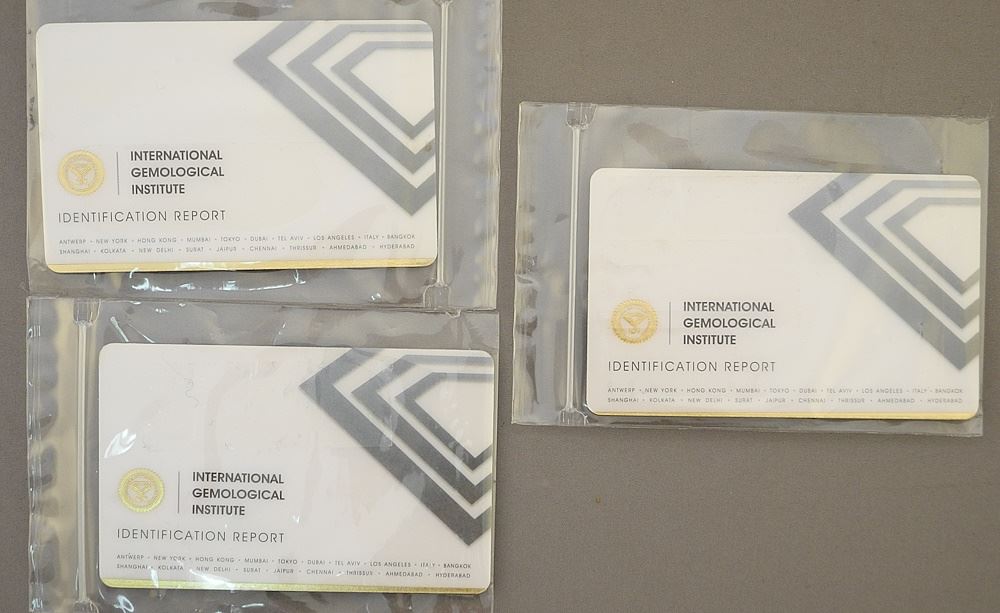 INTERNATIONAL
GEMOLOGICAL
INSTITUTE
IDENTIFICATION REPORT
ANTWERP • NEW YORK • HONG KONG • MUMBAI • TOKYO • DUBAI • TEL AVIV • LOS ANGELES • ITALY • BANGKOK
SHANGHAI • KOLKATA • NEW DELHI • SURAT • JAIPUR • CHENNAI • THRISSUR • AHMEDABAD • HYDERABAD
INTERNATIONAL
GEMOLOGICAL
INSTITUTE
IDENTIFICATION REPORT
ANTWERP • NEW YORK • HONG KONG • MUMBAI • TOKYO • DUBAI • TEL AVIV • LOS ANGELES • ITALY • BANGKOK
SHANGHAI • KOLKATA • NEW DELHI • SURAT • JAIPUR • CHENNAI • THRISSUR • AHMEDABAD • HYDERABAD
INTERNATIONAL
GEMOLOGICAL
INSTITUTE
IDENTIFICATION REPORT
ANTWERP • NEW YORK • HONG KONG • MUMBAI • TOKYO • DUBAI • TEL AVIV • LOS ANGELES • ITALY • BANGKOK
SHANGHAI • KOLKATA • NEW DELHI • SURAT • JAIPUR • CHENNAI • THRISSUR • AHMEDABAD • HYDERABAD